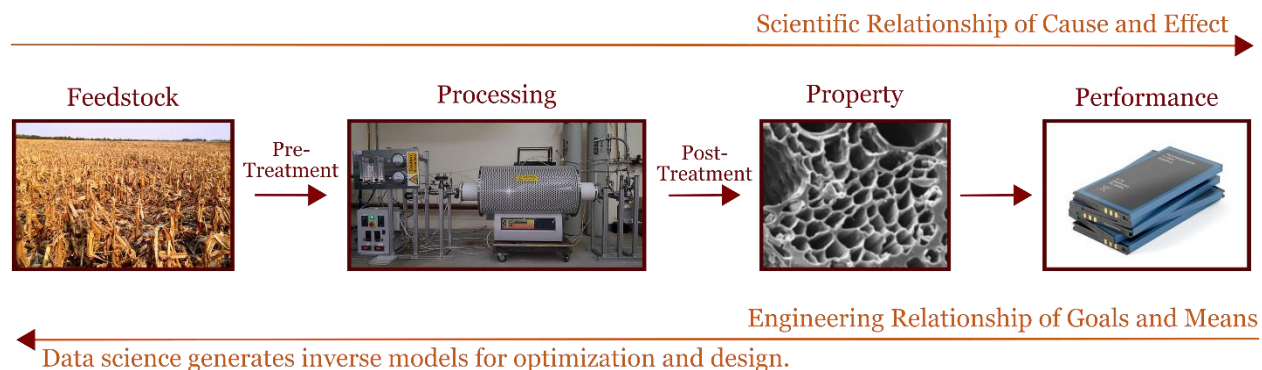 Scientific Relationship of Cause and Effect
Feedstock
Processing
Property
Performance
Pre-
Treatment
Post-
Treatment
Engineering Relationship of Goals and Means
Data science generates inverse models for optimization and design.